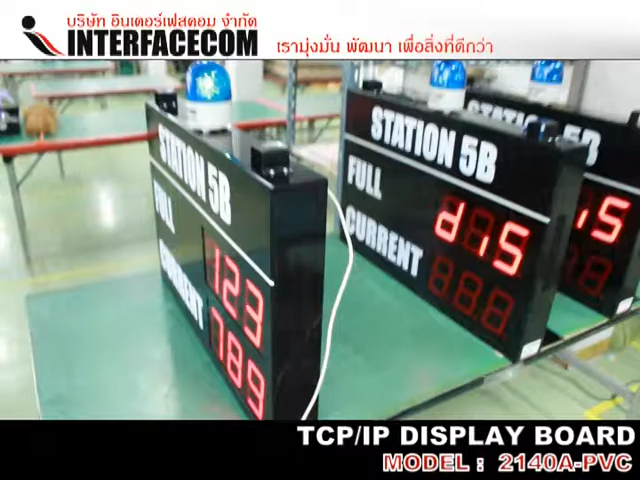 บริษัท อินเตอร์เฟสคอม จำกัด
INTERFACECOM
เรามุ่งมั่น พัฒนา เพื่อสิ่งที่ดีกว่า
STATION 5B
FULL
123
CURRENT
789
STATION 5B
FULL
diS
CURRENT
5B
iS
TCP/IP DISPLAY BOARD
MODEL : 2140A-PVC